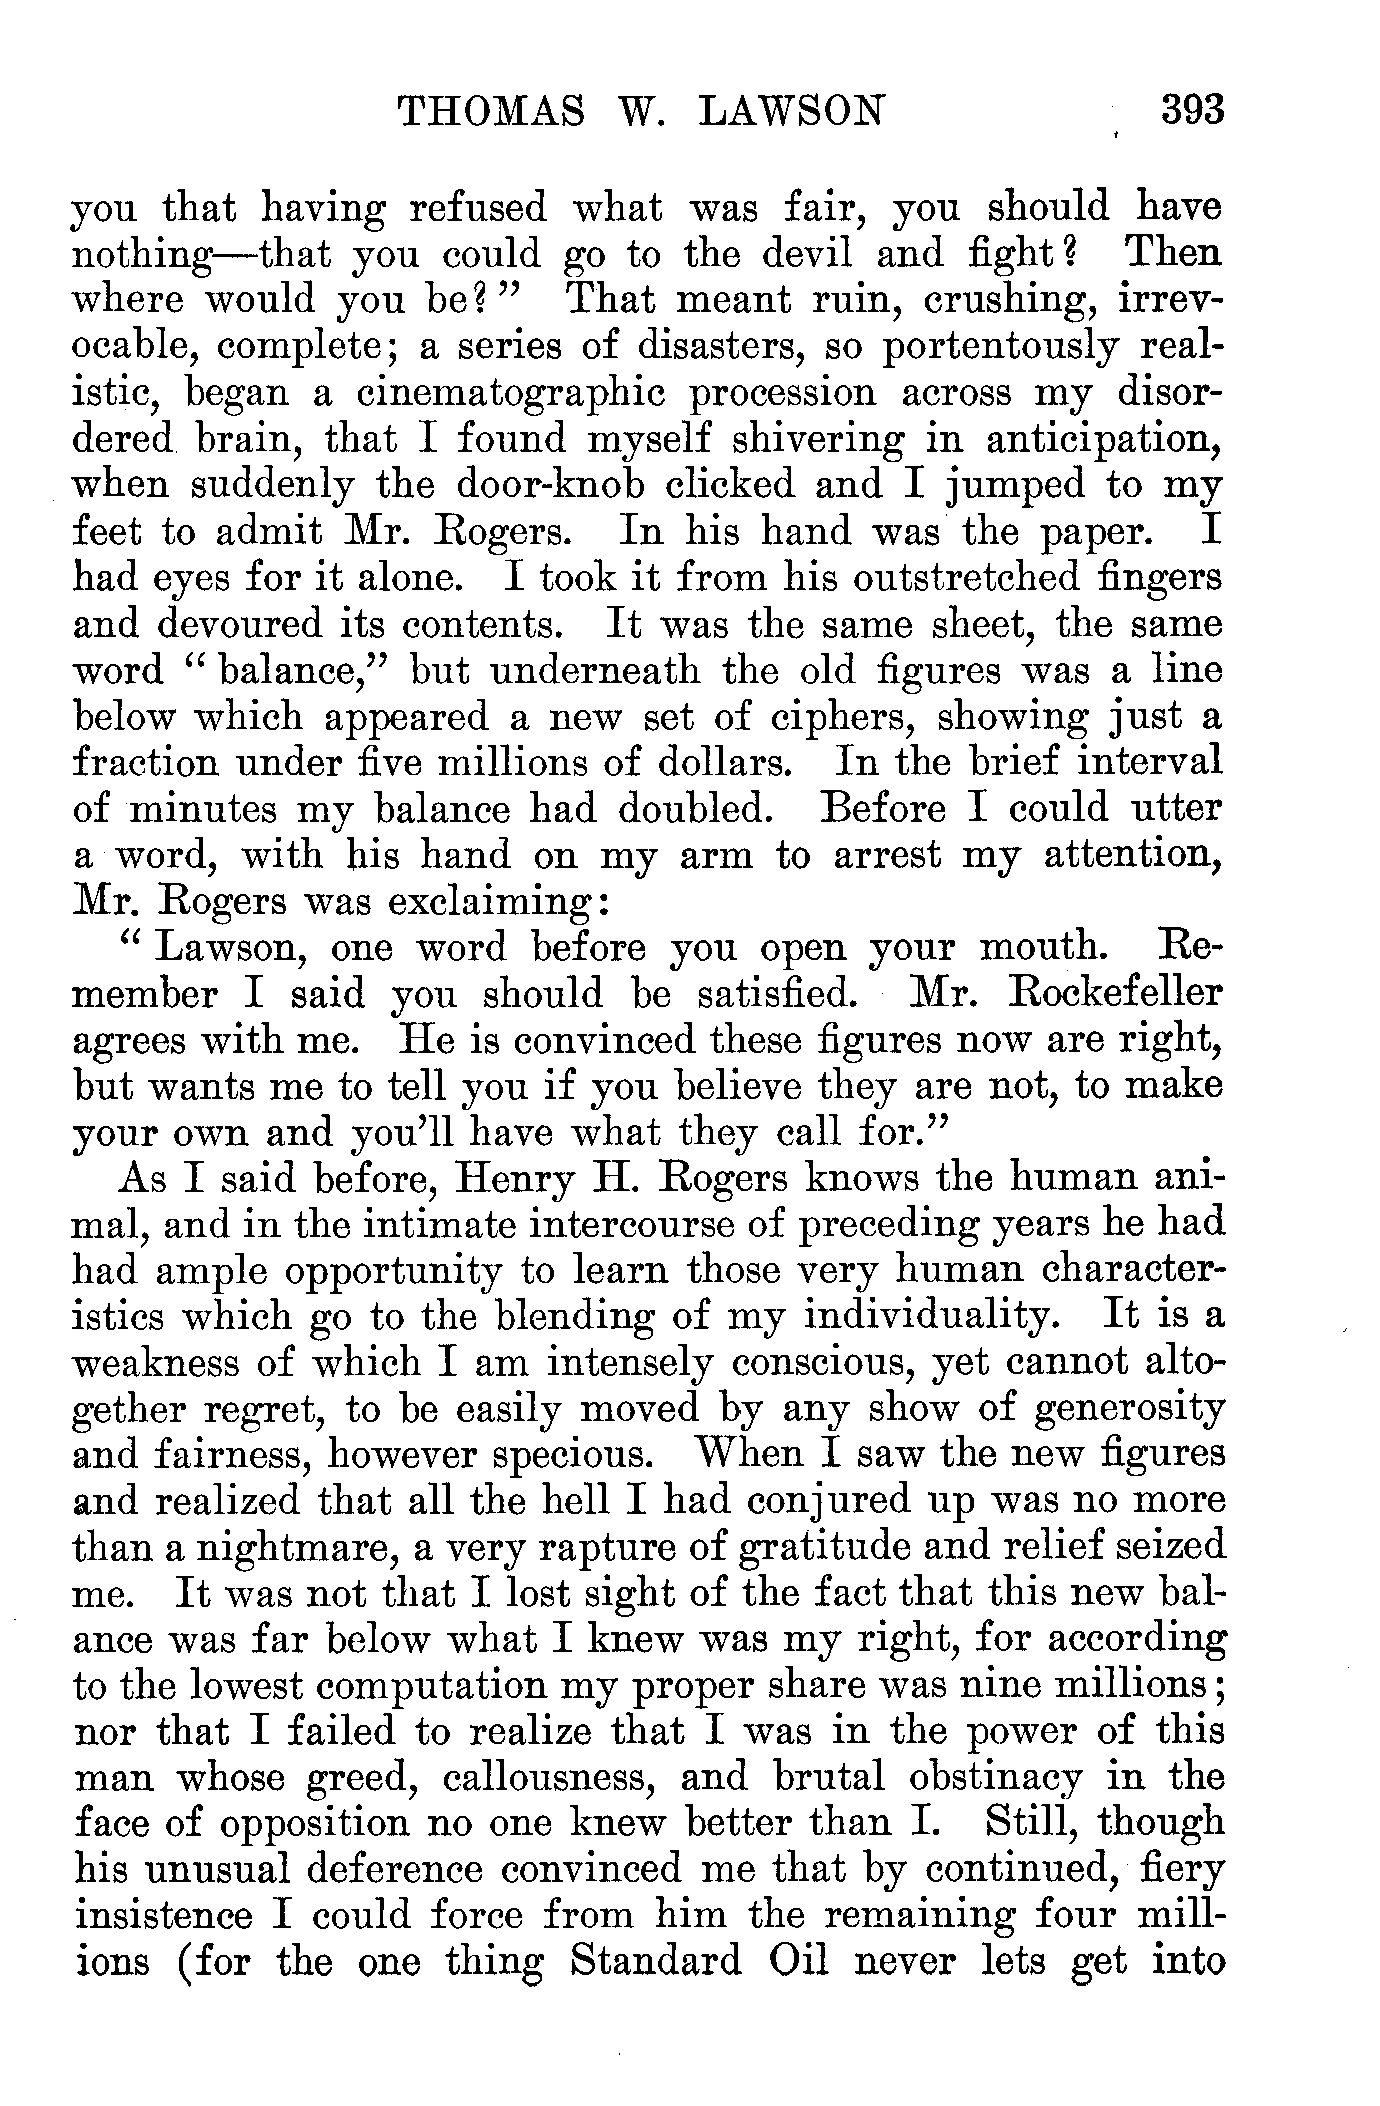 THOMAS W. LAWSON 393
you that having refused what was fair, you should have
nothing—that you could go to the devil and fight? Then
where would you be?” That meant ruin, crushing, irrev-
ocable, complete; a series of disasters, so portentously real-
istic, began a cinematographic procession across my disor-
dered brain, that I found myself shivering in anticipation,
when suddenly the door-knob clicked and I jumped to my
feet to admit Mr. Rogers. In his hand was the paper. I
had eyes for it alone. I took it from his outstretched fingers
and devoured its contents. It was the same sheet, the same
word “ balance,” but underneath the old figures was a line
below which appeared a new set of ciphers, showing just a
fraction under five millions of dollars. In the brief interval
of minutes my balance had doubled. Before I could utter
a word, with his hand on my arm to arrest my attention,
Mr. Rogers was exclaiming:
“ Lawson, one word before you open your mouth. Re-
member I said you should be satisfied. Mr. Rockefeller
agrees with me. He is convinced these figures now are right,
but wants me to tell you if you believe they are not, to make
your own and you’ll have what they call for.”
As I said before, Henry H. Rogers knows the human ani-
mal, and in the intimate intercourse of preceding years he had
had ample opportunity to learn those very human character-
istics which go to the blending of my individuality. It is a
weakness of which I am intensely conscious, yet cannot alto-
gether regret, to be easily moved by any show of generosity
and fairness, however specious. When I saw the new figures
and realized that all the hell I had conjured up was no more
than a nightmare, a very rapture of gratitude and relief seized
me. It was not that I lost sight of the fact that this new bal-
ance was far below what I knew was my right, for according
to the lowest computation my proper share was nine millions;
nor that I failed to realize that I was in the power of this
man whose greed, callousness, and brutal obstinacy in the
face of opposition no one knew better than I. Still, though
his unusual deference convinced me that by continued, fiery
insistence I could force from him the remaining four mill-
ions (for the one thing Standard Oil never lets get into